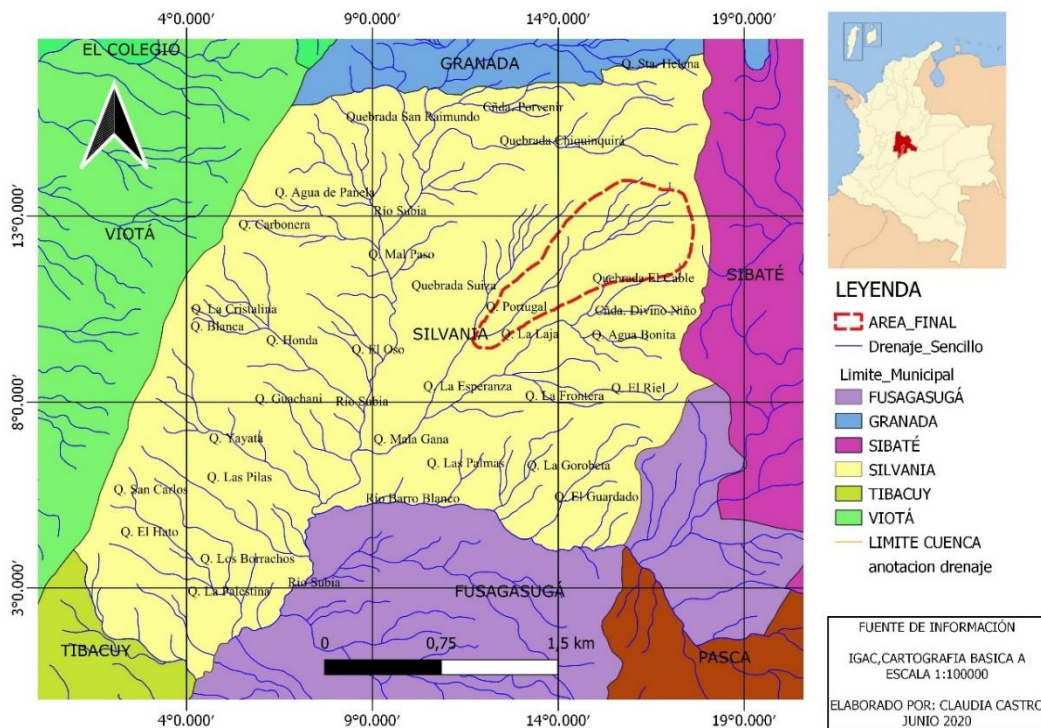 4°0.000′ 9°0.000′ 14°0.000′ 19°0.000′
EL COLEGIO
GRANADA
Q. Sta. Helena
Cñda. Porvenir
Quebrada San Raimundo
Quebrada Chiquinquirá
Q. Agua de Panela
Río Subia
13°0.000′
VIOTÁ
Q. Carbonera
Q. Mal Paso
SIBATÉ
Quebrada Suiza
Quebrada El Cable
Q. La Cristalina
Q. Portugal
Cñda. Divino Niño
Q. Blanca
SILVANIA
Q. La Laja
Q. Agua Bonita
Q. Honda
Q. El Oso
Q. La Esperanza
Q. El Riel
Q. Guachani
Río Subia
Q. La Frontera
8°0.000′
Q. Yayata
Q. Mala Gana
Q. Las Pilas
Q. Las Palmas
Q. La Gorobeta
Q. San Carlos
Río Barro Blanco
Q. El Guardado
Q. El Hato
Q. Los Borrachos
Río Subia
Q. La Palestina
FUSAGASUGÁ
3°0.000′
TIBACUY
0 0,75 1,5 km
PASCA
4°0.000′ 9°0.000′ 14°0.000′ 19°0.000′
LEYENDA
AREA_FINAL
Drenaje_Sencillo
Limite_Municipal
FUSAGASUGÁ
GRANADA
SIBATÉ
SILVANIA
TIBACUY
VIOTÁ
LIMITE CUENCA
anotacion drenaje
FUENTE DE INFORMACIÓN
IGAC,CARTOGRAFIA BASICA A
ESCALA 1:100000
ELABORADO POR: CLAUDIA CASTRO
JUNIO 2020